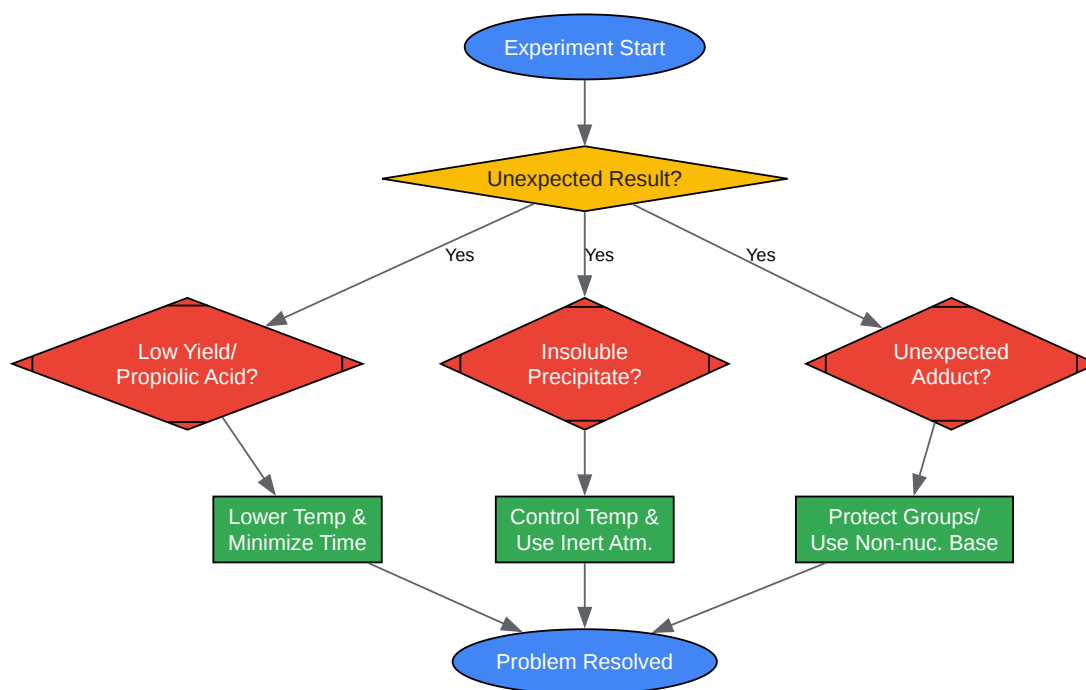 Experiment Start
Unexpected Result?
Yes
Yes
Yes
Low Yield/
Propiolic Acid?
Insoluble
Precipitate?
Unexpected
Adduct?
Lower Temp &
Minimize Time
Control Temp &
Use Inert Atm.
Protect Groups/
Use Non-nuc. Base
Problem Resolved